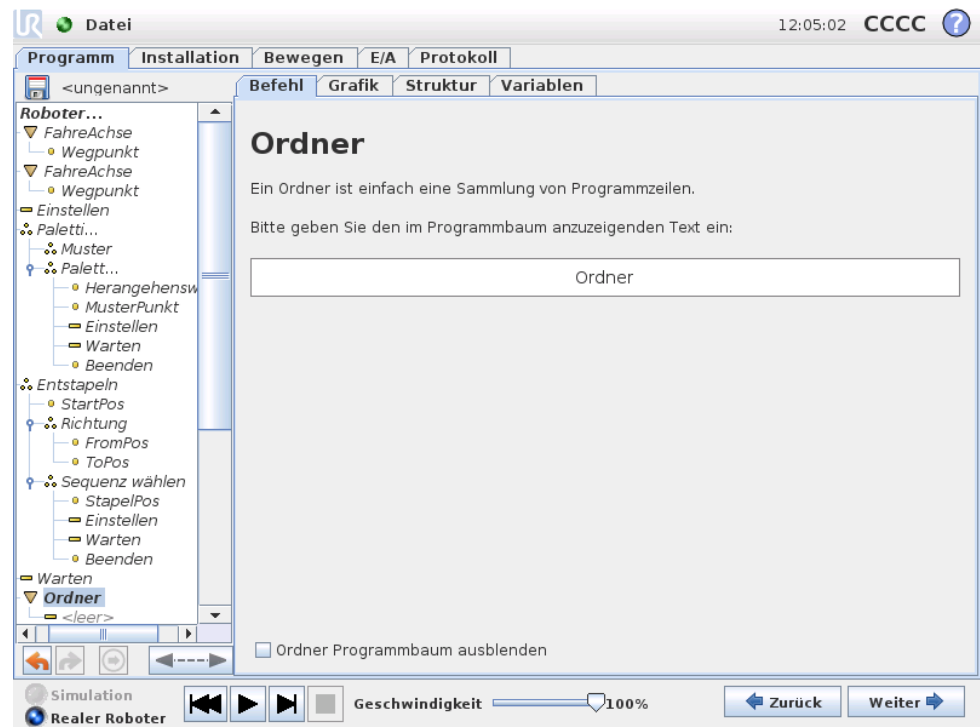 UR Datei 12:05:02 CCCC ?
Programm Installation Bewegen E/A Protokoll
<ungenannt>
Befehl Grafik Struktur Variablen
Roboter...
FahreAchse
Wegpunkt
FahreAchse
Wegpunkt
Einstellen
Paletti...
Muster
Palett...
Herangehensw
MusterPunkt
Einstellen
Warten
Beenden
Entstapeln
StartPos
Richtung
FromPos
ToPos
Sequenz wählen
StapelPos
Einstellen
Warten
Beenden
Warten
Ordner
<leer>
Ordner
Ein Ordner ist einfach eine Sammlung von Programmzeilen.
Bitte geben Sie den im Programmbaum anzuzeigenden Text ein:
Ordner
Ordner Programmbaum ausblenden
Simulation
Realer Roboter
Geschwindigkeit 100%
Zurück Weiter